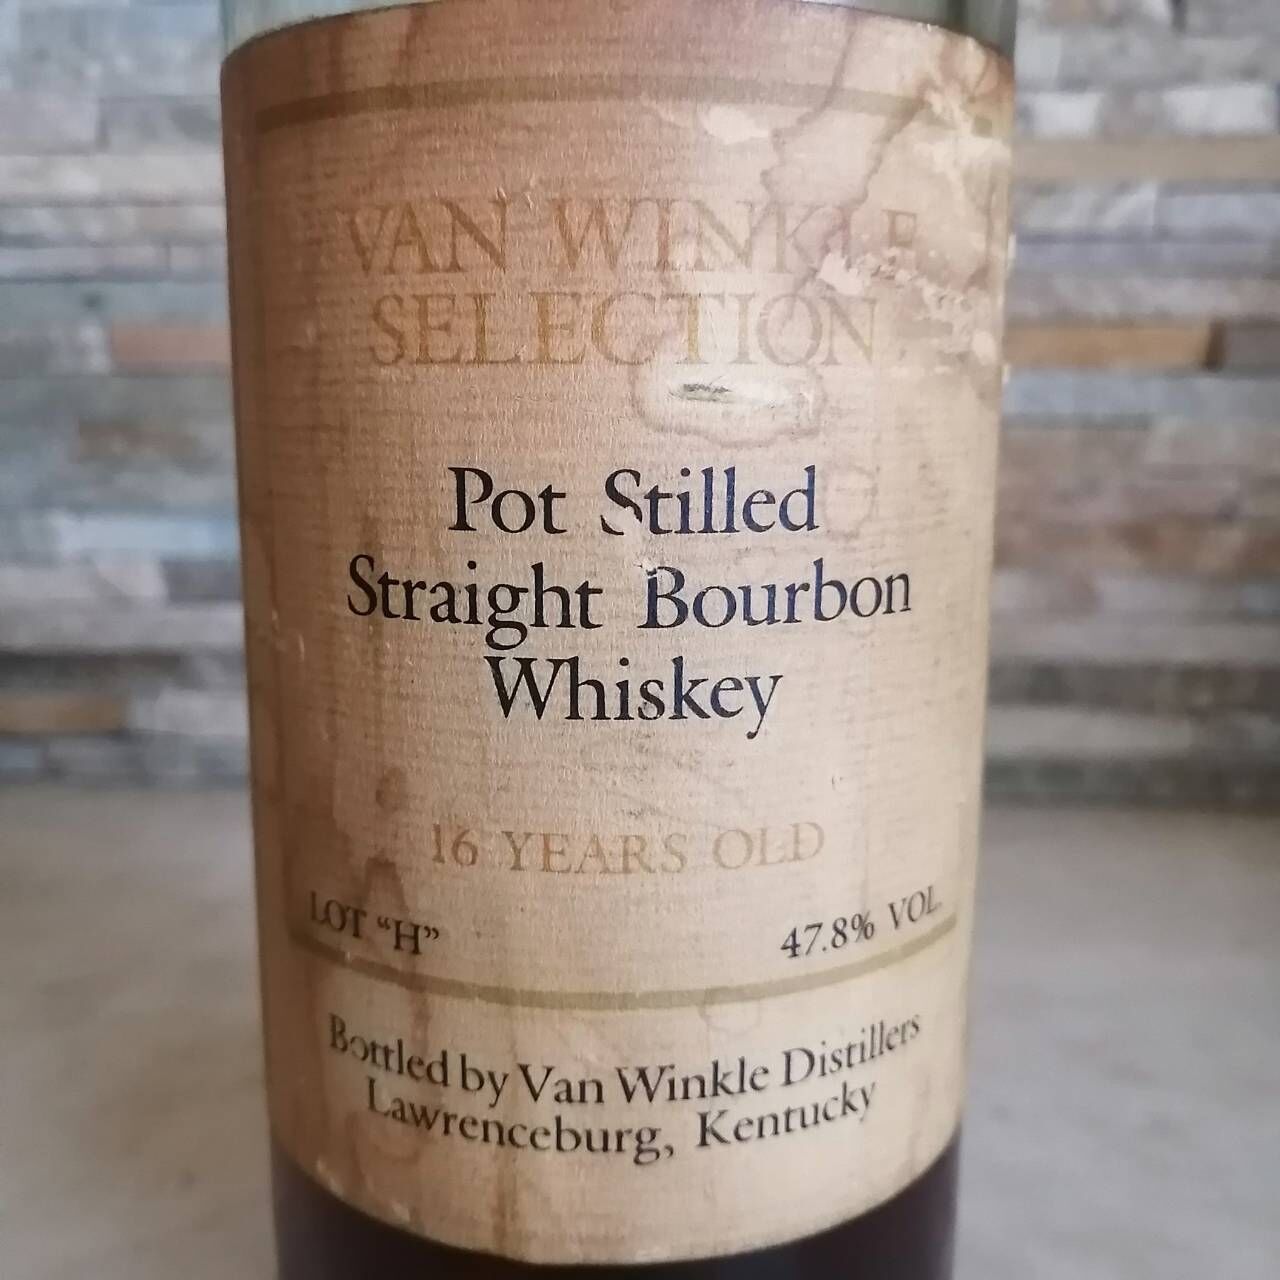 VAN WINKLE
SELECTION
Pot Stilled
Straight Bourbon
Whiskey
16 YEARS OLD
LOT "H"
47.8% VOL.
Bottled by Van Winkle Distillers
Lawrenceburg, Kentucky